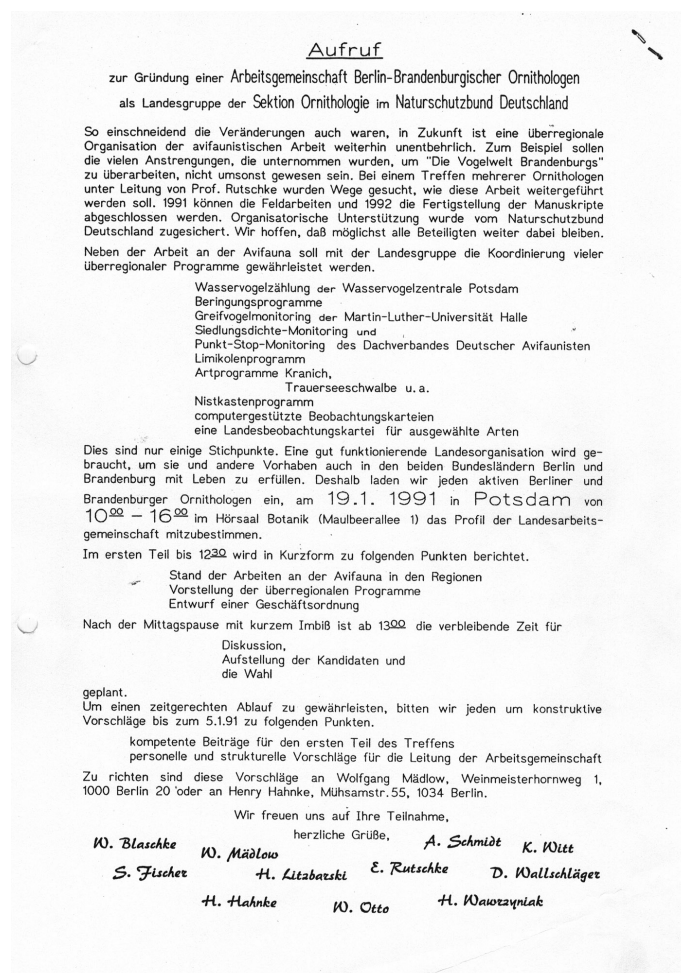 Aufruf
zur Gründung einer Arbeitsgemeinschaft Berlin-Brandenburgischer Ornithologen
als Landesgruppe der Sektion Ornithologie im Naturschutzbund Deutschland
So einschneidend die Veränderungen auch waren, in Zukunft ist eine überregionale
Organisation der avifaunistischen Arbeit weiterhin unentbehrlich. Zum Beispiel sollen
die vielen Anstrengungen, die unternommen wurden, um "Die Vogelwelt Brandenburgs"
zu überarbeiten, nicht umsonst gewesen sein. Bei einem Treffen mehrerer Ornithologen
unter Leitung von Prof. Rutschke wurden Wege gesucht, wie diese Arbeit weitergeführt
werden soll. 1991 können die Feldarbeiten und 1992 die Fertigstellung der Manuskripte
abgeschlossen werden. Organisatorische Unterstützung wurde vom Naturschutzbund
Deutschland zugesichert. Wir hoffen, daß möglichst alle Beteiligten weiter dabei bleiben.
Neben der Arbeit an der Avifauna soll mit der Landesgruppe die Koordinierung vieler
überregionaler Programme gewährleistet werden.
Wasservogelzählung der Wasservogelzentrale Potsdam
Beringungsprogramme
Greifvogelmonitoring der Martin-Luther-Universität Halle
Siedlungsdichte-Monitoring und
Punkt-Stop-Monitoring des Dachverbandes Deutscher Avifaunisten
Limikolenprogramm
Artprogramme Kranich,
Trauerseeschwalbe u.a.
Nistkastenprogramm
computergestützte Beobachtungskarteien
eine Landesbeobachtungskartei für ausgewählte Arten
Dies sind nur einige Stichpunkte. Eine gut funktionierende Landesorganisation wird ge-
braucht, um sie und andere Vorhaben auch in den beiden Bundesländern Berlin und
Brandenburg mit Leben zu erfüllen. Deshalb laden wir jeden aktiven Berliner und
Brandenburger Ornithologen ein, am 19.1. 1991 in Potsdam von
10⁰⁰ - 16⁰⁰ im Hörsaal Botanik (Maulbeerallee 1) das Profil der Landesarbeits-
gemeinschaft mitzubestimmen.
Im ersten Teil bis 12³⁰ wird in Kurzform zu folgenden Punkten berichtet.
Stand der Arbeiten an der Avifauna in den Regionen
Vorstellung der überregionalen Programme
Entwurf einer Geschäftsordnung
Nach der Mittagspause mit kurzem Imbiß ist ab 13⁰⁰ die verbleibende Zeit für
Diskussion,
Aufstellung der Kandidaten und
die Wahl
geplant.
Um einen zeitgerechten Ablauf zu gewährleisten, bitten wir jeden um konstruktive
Vorschläge bis zum 5.1.91 zu folgenden Punkten.
kompetente Beiträge für den ersten Teil des Treffens
personelle und strukturelle Vorschläge für die Leitung der Arbeitsgemeinschaft
Zu richten sind diese Vorschläge an Wolfgang Mädlow, Weinmeisterhornweg 1,
1000 Berlin 20 oder an Henry Hahnke, Mühsamstr. 55, 1034 Berlin.
Wir freuen uns auf Ihre Teilnahme,
herzliche Grüße,
W. Blaschke W. Mädlow A. Schmidt K. Witt
S. Fischer H. Litzbarski E. Rutschke D. Wallschläger
H. Hahnke W. Otto H. Wawrzyniak